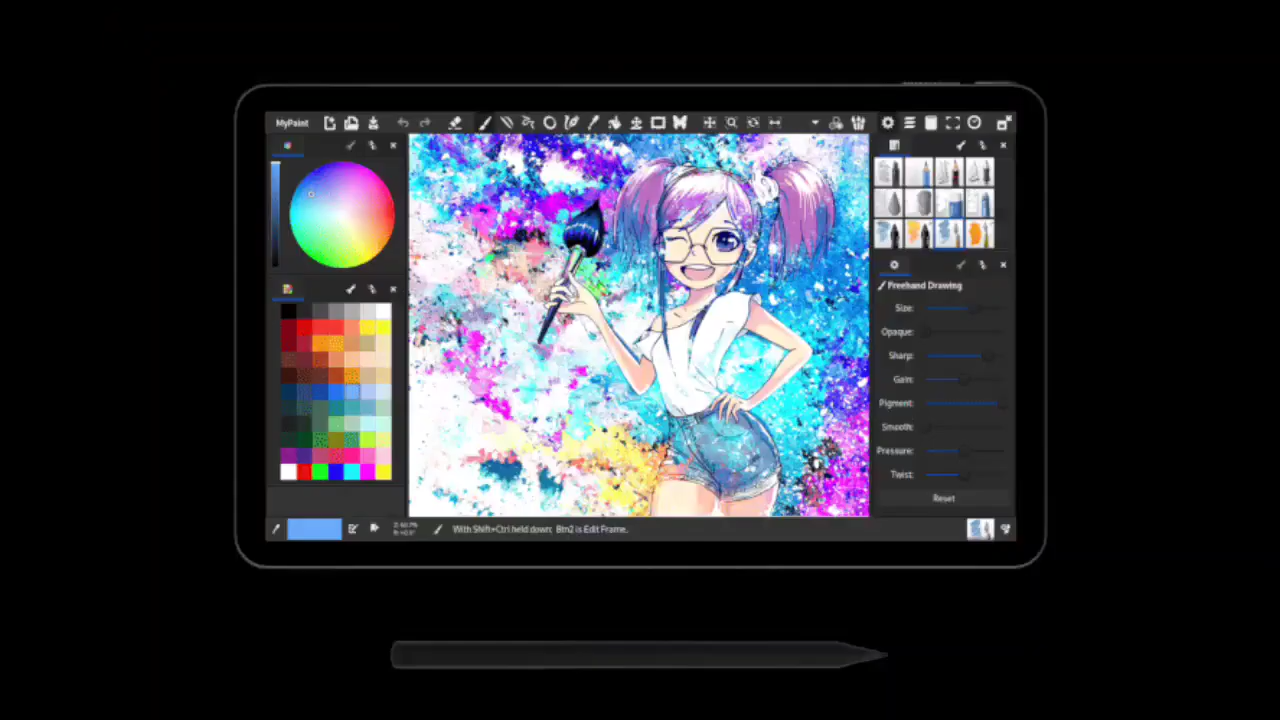 MyPaint
Freehand Drawing
Size:
Opaque:
Sharp:
Gain:
Pigment:
Smooth:
Pressure:
Twist:
Reset
With Shift+Ctrl held down; Btn2 is Edit Frame.